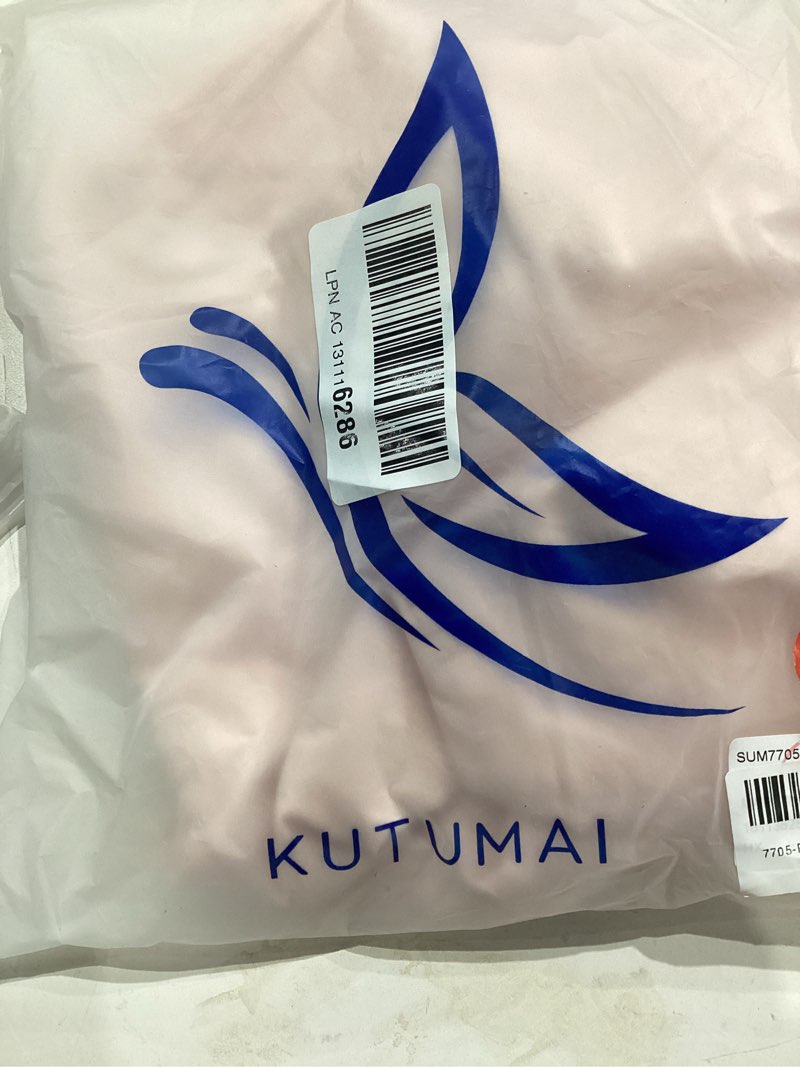 LPN AC 131116286
KUTUMAI
SUM7705
7705-